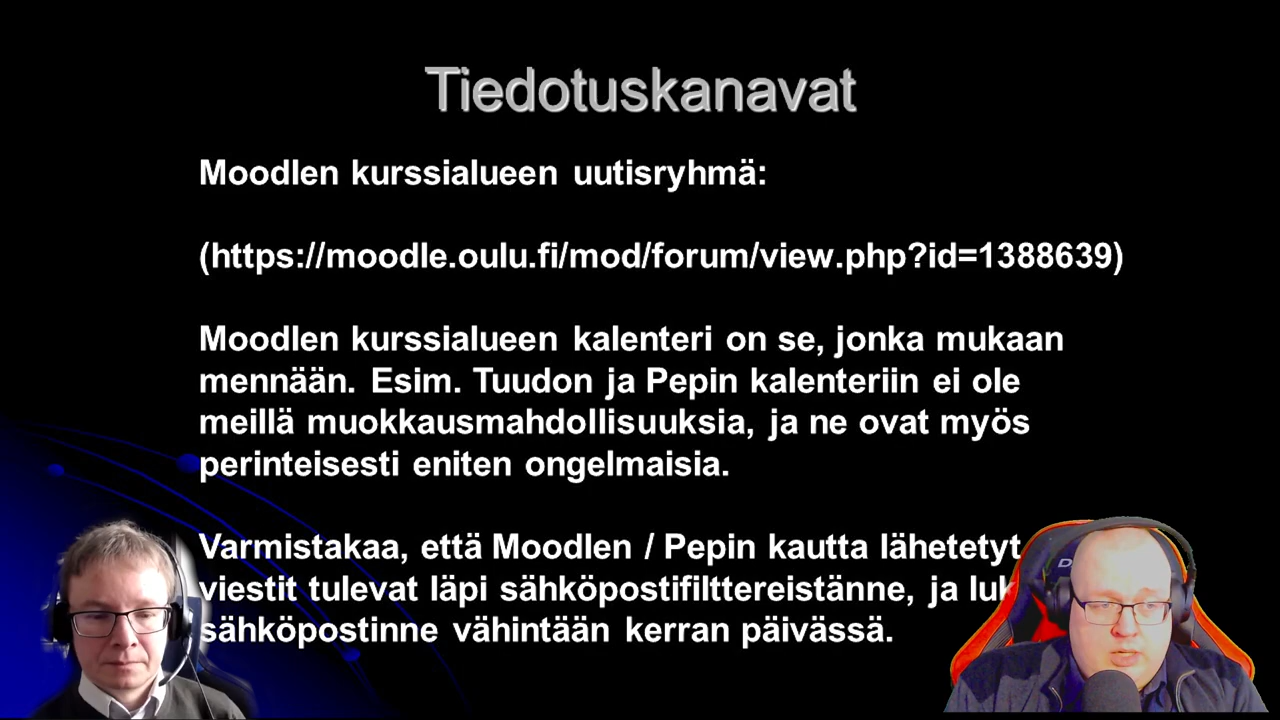 Tiedotuskanavat
Moodlen kurssialueen uutisryhmä:
(https://moodle.oulu.fi/mod/forum/view.php?id=1388639)
Moodlen kurssialueen kalenteri on se, jonka mukaan
mennään. Esim. Tuudon ja Pepin kalenteriin ei ole
meillä muokkausmahdollisuuksia, ja ne ovat myös
perinteisesti eniten ongelmaisia.
Varmistakaa, että Moodlen / Pepin kautta lähetetyt
viestit tulevat läpi sähköpostifilttereistänne, ja
sähköpostinne vähintään kerran päivässä.